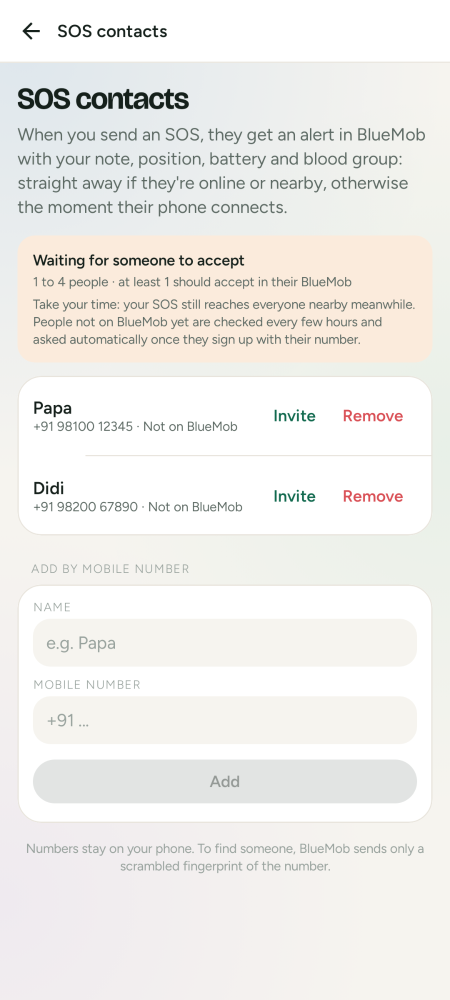 SOS contacts
SOS contacts
When you send an SOS, they get an alert in BlueMob
with your note, position, battery and blood group:
straight away if they're online or nearby, otherwise
the moment their phone connects.
Waiting for someone to accept
1 to 4 people · at least 1 should accept in their BlueMob
Take your time: your SOS still reaches everyone nearby meanwhile.
People not on BlueMob yet are checked every few hours and
asked automatically once they sign up with their number.
Papa
+91 98100 12345 · Not on BlueMob
Invite
Remove
Didi
+91 98200 67890 · Not on BlueMob
Invite
Remove
ADD BY MOBILE NUMBER
NAME
e.g. Papa
MOBILE NUMBER
+91 ...
Add
Numbers stay on your phone. To find someone, BlueMob sends only a
scrambled fingerprint of the number.